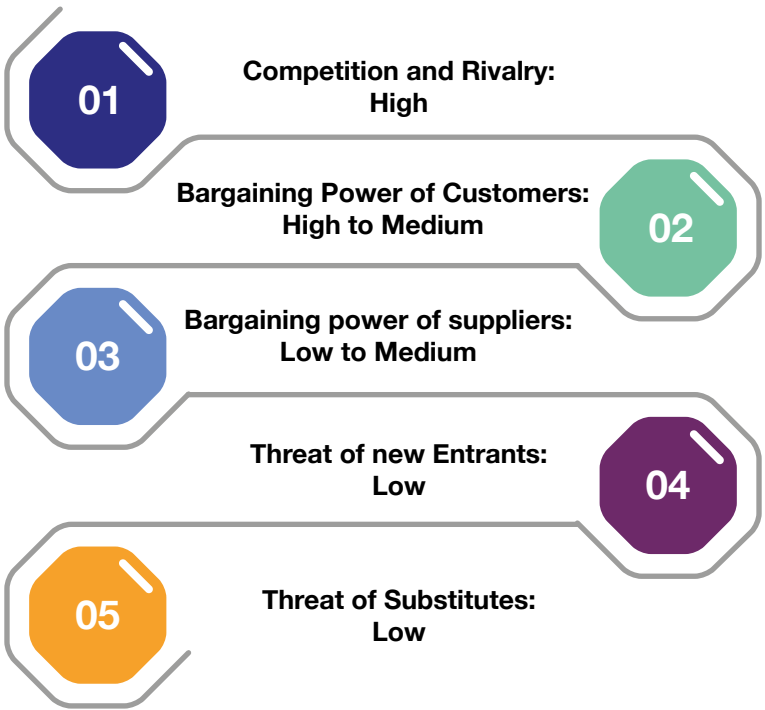 01
Competition and Rivalry:
High
Bargaining Power of Customers:
High to Medium
02
03
Bargaining power of suppliers:
Low to Medium
Threat of new Entrants:
Low
04
05
Threat of Substitutes:
Low